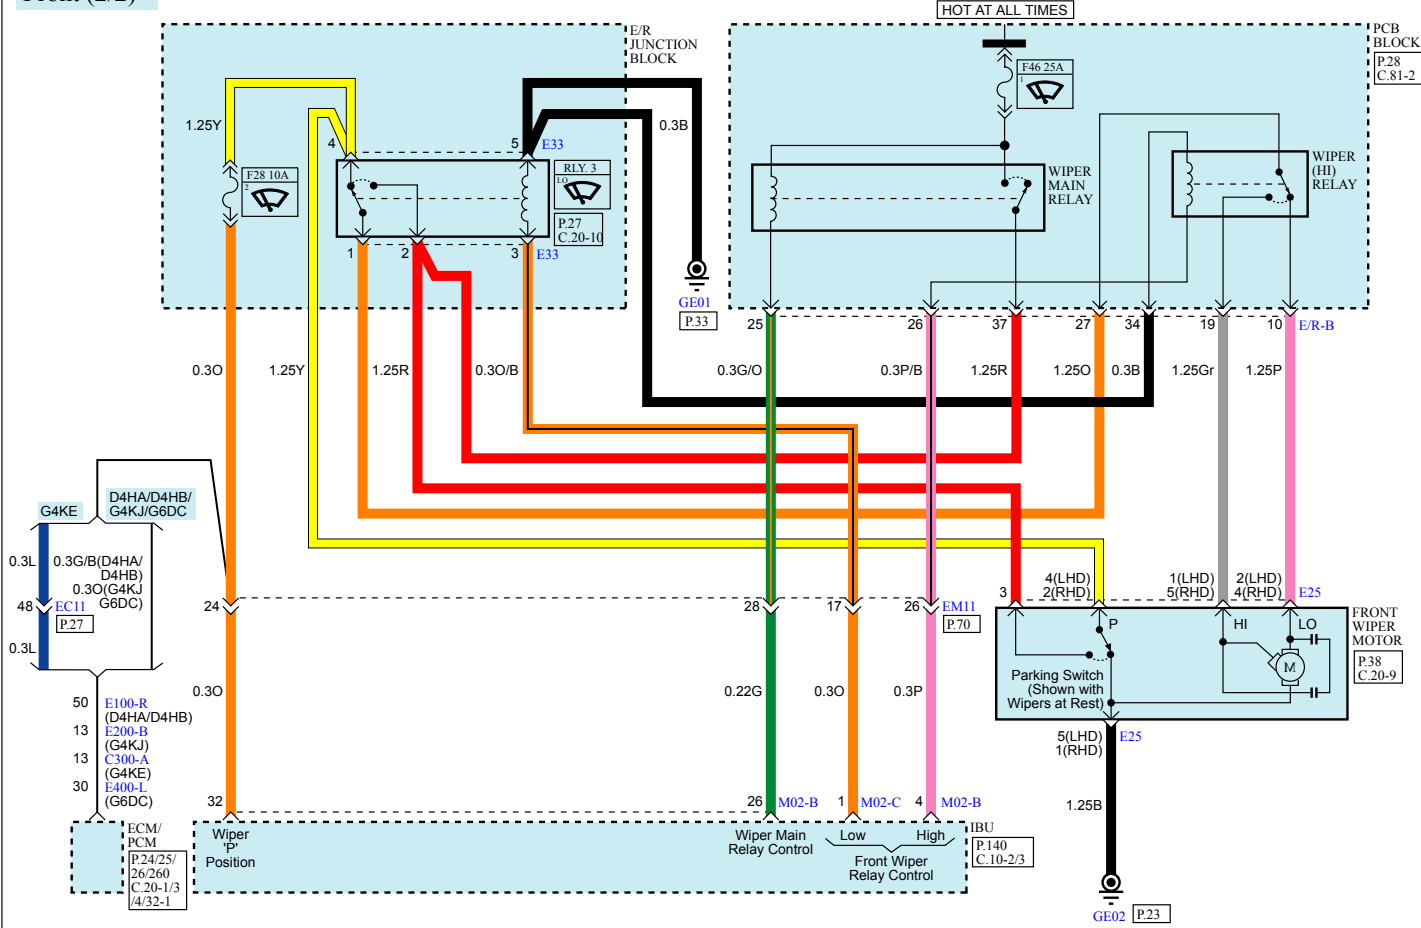 Front (2/2)
HOT AT ALL TIMES
E/R
JUNCTION
BLOCK
PCB
BLOCK
P.28
C.81-2
F46 25A
1
1.25Y
0.3B
4
5
E33
F28 10A
2
RLY. 3
LO
P.27
C.20-10
WIPER
MAIN
RELAY
WIPER
(HI)
RELAY
1
2
3
E33
GE01
P.33
25
26
37
27
34
19
10
E/R-B
0.3O
1.25Y
1.25R
0.3O/B
0.3G/O
0.3P/B
1.25R
1.25O
0.3B
1.25Gr
1.25P
G4KE
D4HA/D4HB/
G4KJ/G6DC
0.3L
0.3G/B(D4HA/
D4HB)
0.3O(G4KJ
G6DC)
48
EC11
P.27
0.3L
24
28
17
26
EM11
P.70
3
4(LHD)
2(RHD)
1(LHD)
5(RHD)
2(LHD)
4(RHD)
E25
P
HI
LO
M
Parking Switch
(Shown with
Wipers at Rest)
FRONT
WIPER
MOTOR
P.38
C.20-9
0.3O
0.22G
0.3O
0.3P
50
E100-R
(D4HA/D4HB)
13
E200-B
(G4KJ)
13
C300-A
(G4KE)
30
E400-L
(G6DC)
5(LHD)
1(RHD)
E25
1.25B
32
26
M02-B
1
M02-C
4
M02-B
ECM/
PCM
P.24/25/
26/260
C.20-1/3
/4/32-1
Wiper
'P'
Position
Wiper Main
Relay Control
Low
High
Front Wiper
Relay Control
IBU
P.140
C.10-2/3
GE02
P.23